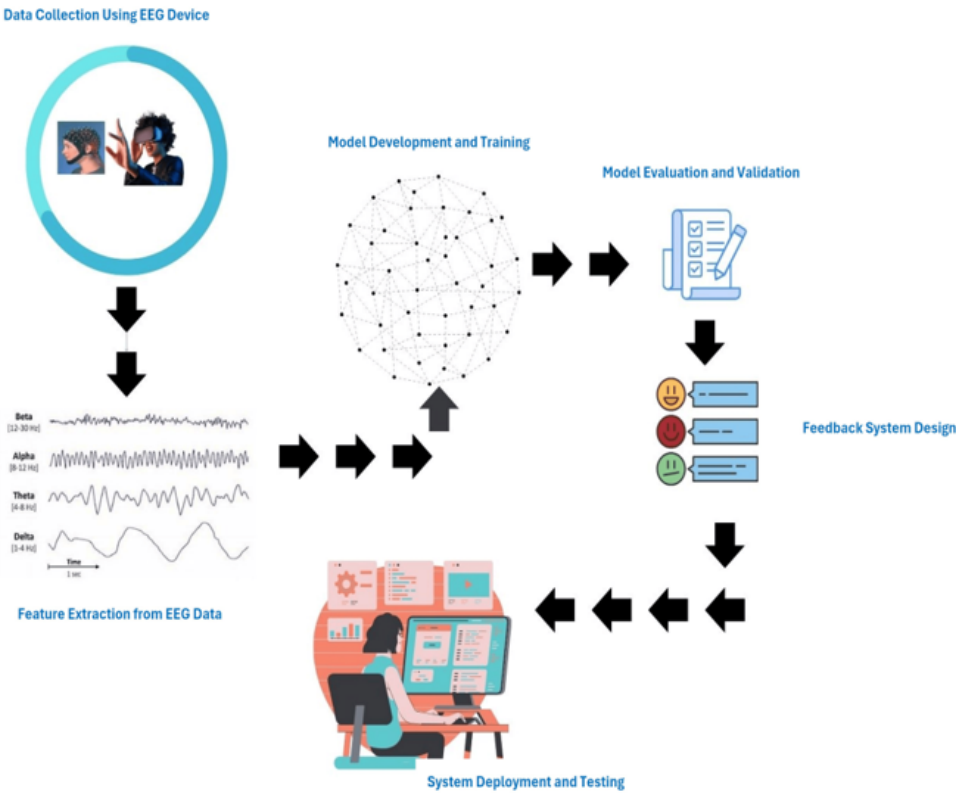 Data Collection Using EEG Device
Model Development and Training
Model Evaluation and Validation
Beta
[12-30 Hz]
Alpha
[8-12 Hz]
Theta
[4-8 Hz]
Delta
[1-4 Hz]
Time
1 sec
Feedback System Design
Feature Extraction from EEG Data
System Deployment and Testing